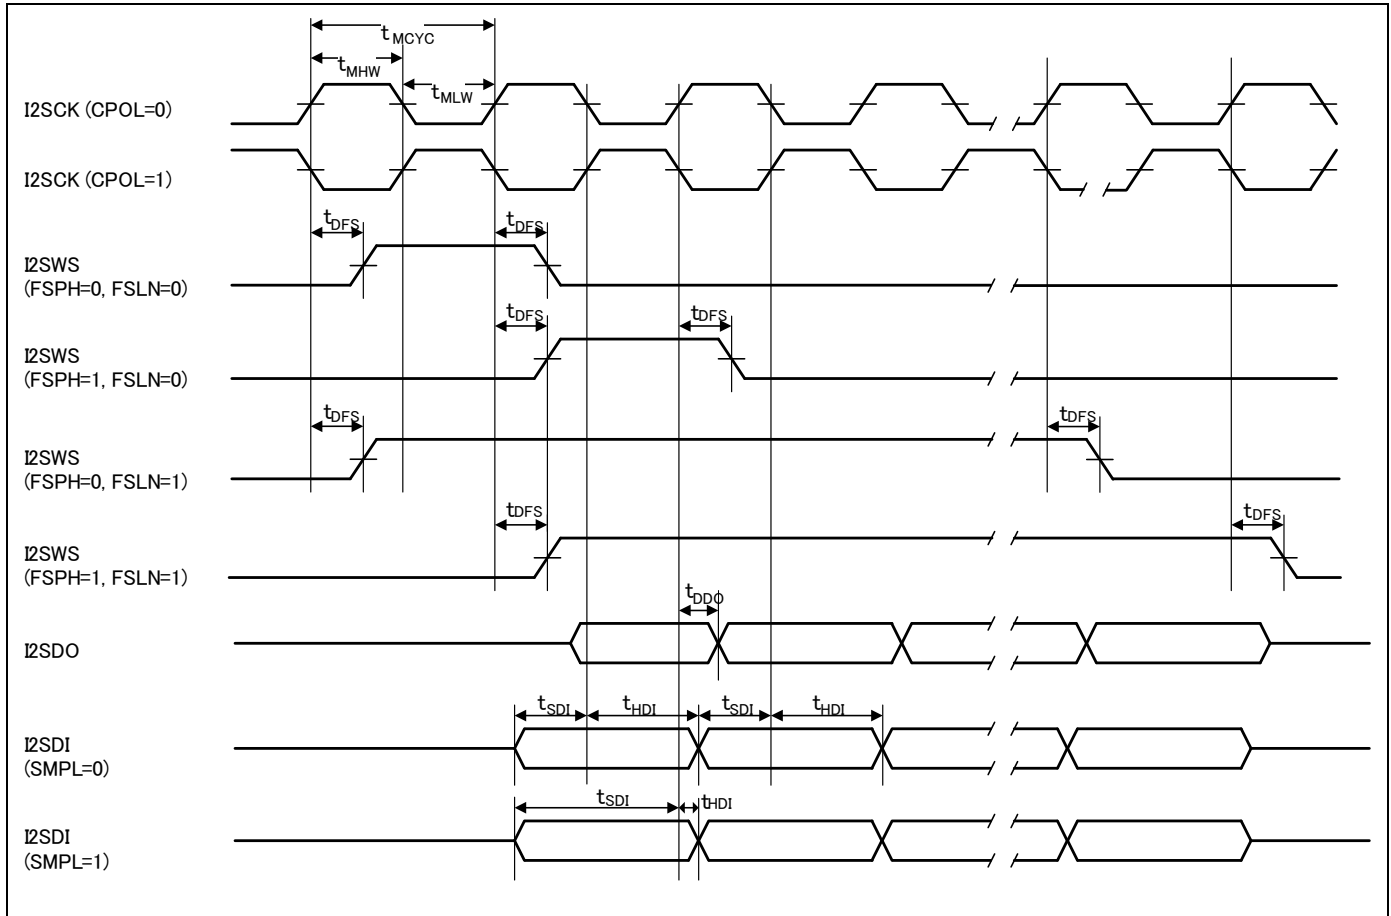 tMCYC
tMHW
tMLW
I2SCK (CPOL=0)
I2SCK (CPOL=1)
tDFS tDFS
I2SWS
(FSPH=0, FSLN=0)
tDFS tDFS
I2SWS
(FSPH=1, FSLN=0)
tDFS tDFS
I2SWS
(FSPH=0, FSLN=1)
tDFS tDFS
I2SWS
(FSPH=1, FSLN=1)
tDDO
I2SDO
tSDI tHDI tSDI tHDI
I2SDI
(SMPL=0)
tSDI tHDI
I2SDI
(SMPL=1)